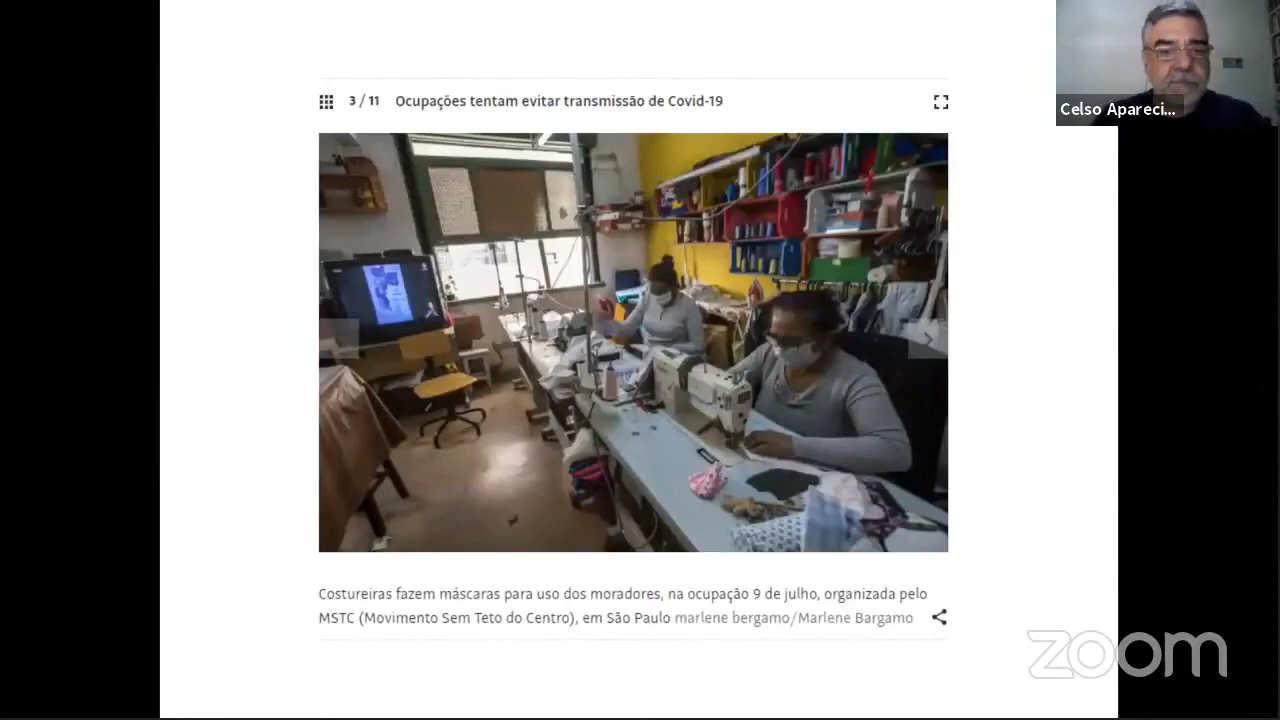 3 / 11 Ocupações tentam evitar transmissão de Covid-19
Celso Apareci...
Costureiras fazem máscaras para uso dos moradores, na ocupação 9 de julho, organizada pelo
MSTC (Movimento Sem Teto do Centro), em São Paulo marlene bergamo/Marlene Bargamo
zoom